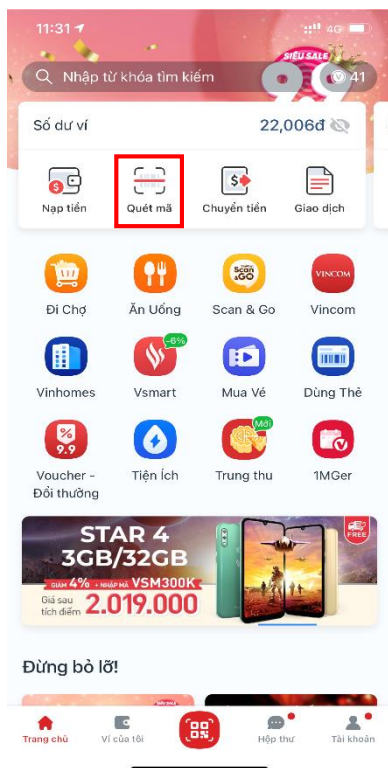 11:31
4G
SIÊU SALE
Nhập từ khóa tìm kiếm
41
Số dư ví
22,006đ
Nạp tiền
Quét mã
Chuyển tiền
Giao dịch
Scan
&GO
VINCOM
Đi Chợ
Ăn Uống
Scan & Go
Vincom
-6%
Vinhomes
Vsmart
Mua Vé
Dùng Thẻ
%
9.9
Mới
Voucher -
Đổi thưởng
Tiện Ích
Trung thu
1MGer
STAR 4
3GB/32GB
GIẢM 4% + NHẬP MÃ VSM300K
Giá sau
tích điểm
2.019.000
FREE
Đừng bỏ lỡ!
Trang chủ
Ví của tôi
Hộp thư
Tài khoản